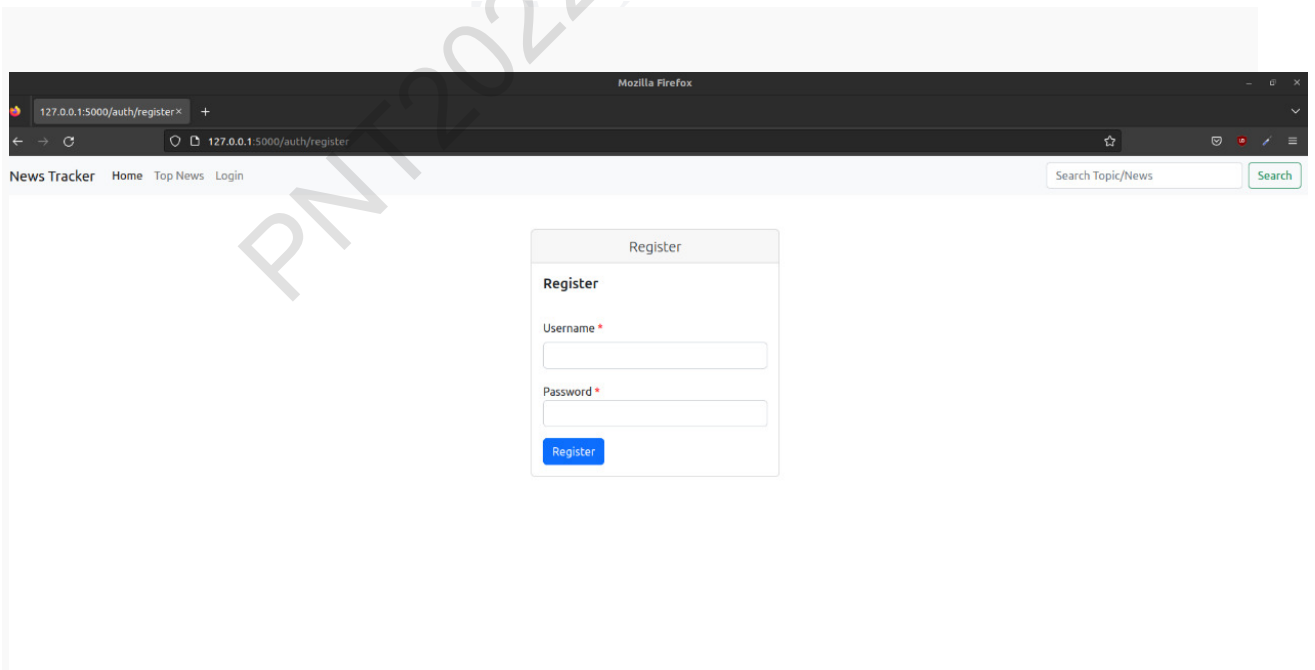 PNT2022
Mozilla Firefox
127.0.0.1:5000/auth/register× +
127.0.0.1:5000/auth/register
News Tracker Home Top News Login Search Topic/News Search
Register
Register
Username *
Password *
Register